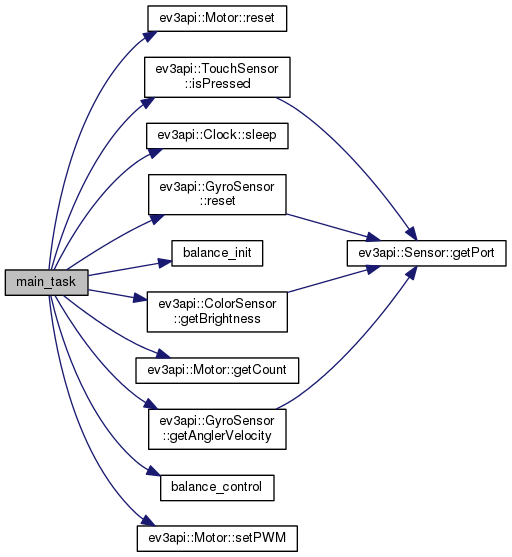 main_task
ev3api::Motor::reset
ev3api::TouchSensor
::isPressed
ev3api::Clock::sleep
ev3api::GyroSensor
::reset
balance_init
ev3api::ColorSensor
::getBrightness
ev3api::Motor::getCount
ev3api::GyroSensor
::getAnglerVelocity
balance_control
ev3api::Motor::setPWM
ev3api::Sensor::getPort